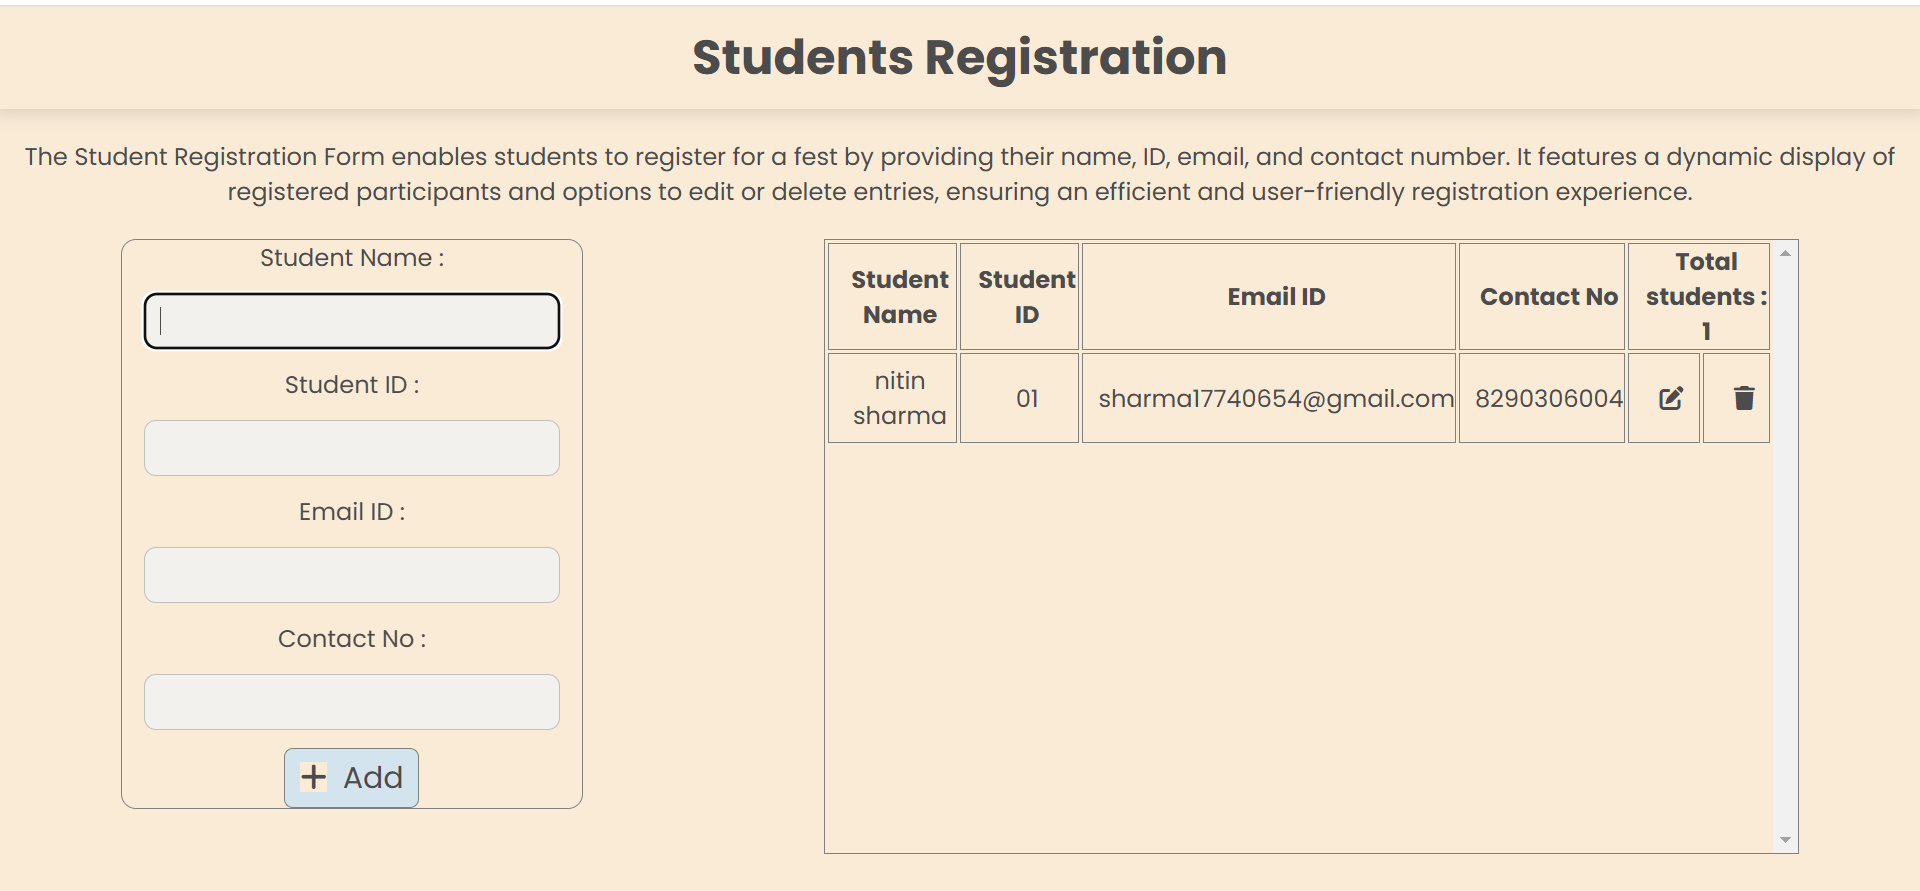 Students Registration
The Student Registration Form enables students to register for a fest by providing their name, ID, email, and contact number. It features a dynamic display of
registered participants and options to edit or delete entries, ensuring an efficient and user-friendly registration experience.
Student Name :
Student ID :
Email ID :
Contact No :
Add
Student
Name
Student
ID
Email ID
Contact No
Total
students :
1
nitin
sharma
01
sharma17740654@gmail.com
8290306004